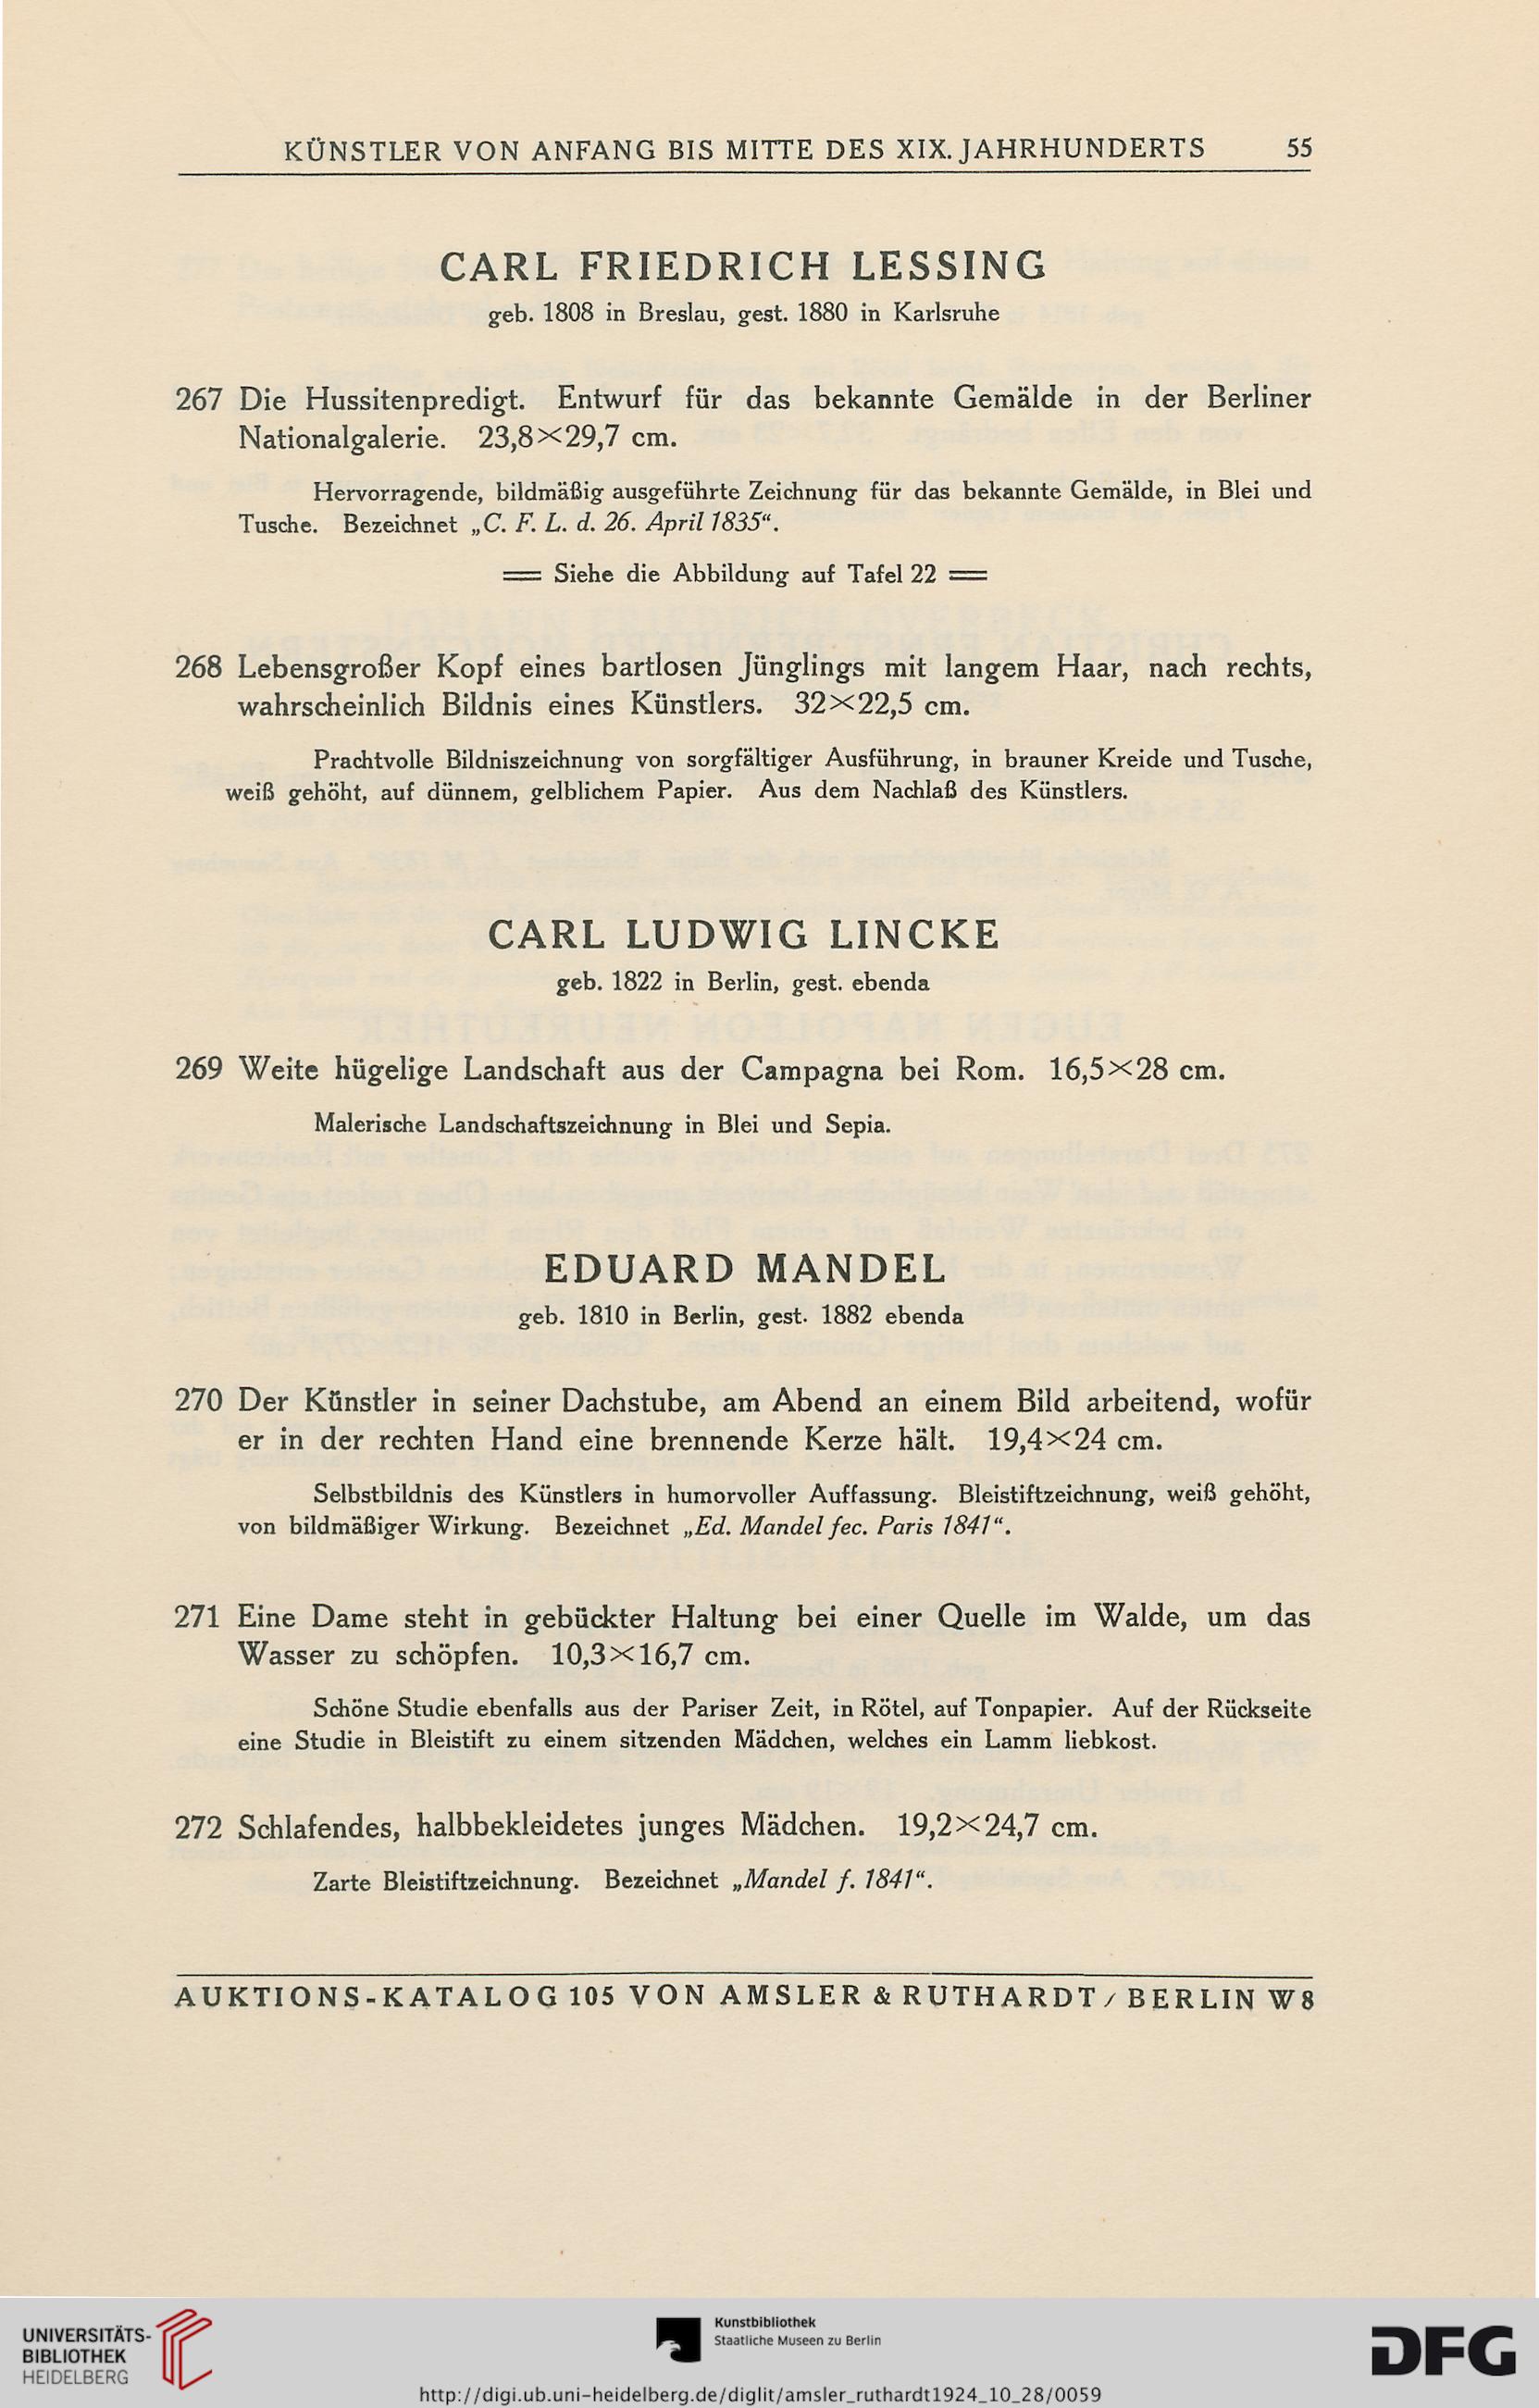 KÜNSTLER VON ANFANG BIS MITTE DES XIX. JAHRHUNDERTS 55
CARL FRIEDRICH LESSING
geb. 1808 in Breslau, gest. 1880 in Karlsruhe
267 Die Hussitenpredigt. Entwurf für das bekannte Gemälde in der Berliner
Nationalgalerie. 23,8×29,7 cm.
Hervorragende, bildmäßig ausgeführte Zeichnung für das bekannte Gemälde, in Blei und
Tusche. Bezeichnet „C. F. L. d. 26. April 1835“.
= Siehe die Abbildung auf Tafel 22 =
268 Lebensgroßer Kopf eines bartlosen Jünglings mit langem Haar, nach rechts,
wahrscheinlich Bildnis eines Künstlers. 32×22,5 cm.
Prachtvolle Bildniszeichnung von sorgfältiger Ausführung, in brauner Kreide und Tusche,
weiß gehöht, auf dünnem, gelblichem Papier. Aus dem Nachlaß des Künstlers.
CARL LUDWIG LINCKE
geb. 1822 in Berlin, gest. ebenda
269 Weite hügelige Landschaft aus der Campagna bei Rom. 16,5×28 cm.
Malerische Landschaftszeichnung in Blei und Sepia.
EDUARD MANDEL
geb. 1810 in Berlin, gest. 1882 ebenda
270 Der Künstler in seiner Dachstube, am Abend an einem Bild arbeitend, wofür
er in der rechten Hand eine brennende Kerze hält. 19,4×24 cm.
Selbstbildnis des Künstlers in humorvoller Auffassung. Bleistiftzeichnung, weiß gehöht,
von bildmäßiger Wirkung. Bezeichnet „Ed. Mandel fec. Paris 1841“.
271 Eine Dame steht in gebückter Haltung bei einer Quelle im Walde, um das
Wasser zu schöpfen. 10,3×16,7 cm.
Schöne Studie ebenfalls aus der Pariser Zeit, in Rötel, auf Tonpapier. Auf der Rückseite
eine Studie in Bleistift zu einem sitzenden Mädchen, welches ein Lamm liebkost.
272 Schlafendes, halbbekleidetes junges Mädchen. 19,2×24,7 cm.
Zarte Bleistiftzeichnung. Bezeichnet „Mandel f. 1841“.
AUKTIONS-KATALOG 105 VON AMSLER & RUTHARDT / BERLIN W 8
UNIVERSITÄTS-
BIBLIOTHEK
HEIDELBERG
Kunstbibliothek
Staatliche Museen zu Berlin
DFG
http://digi.ub.uni-heidelberg.de/diglit/amsler_ruthardt1924_10_28/0059